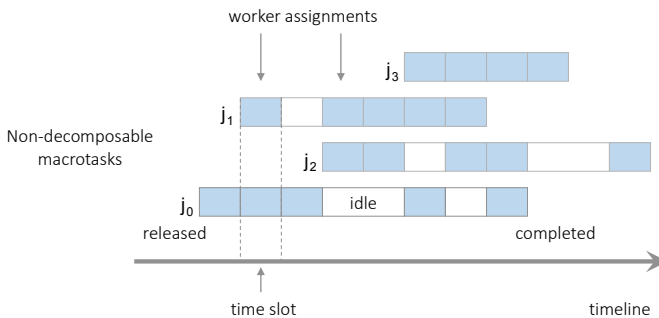 worker assignments
j3
j1
Non-decomposable
macrotasks
j2
j0
idle
released
completed
time slot
timeline